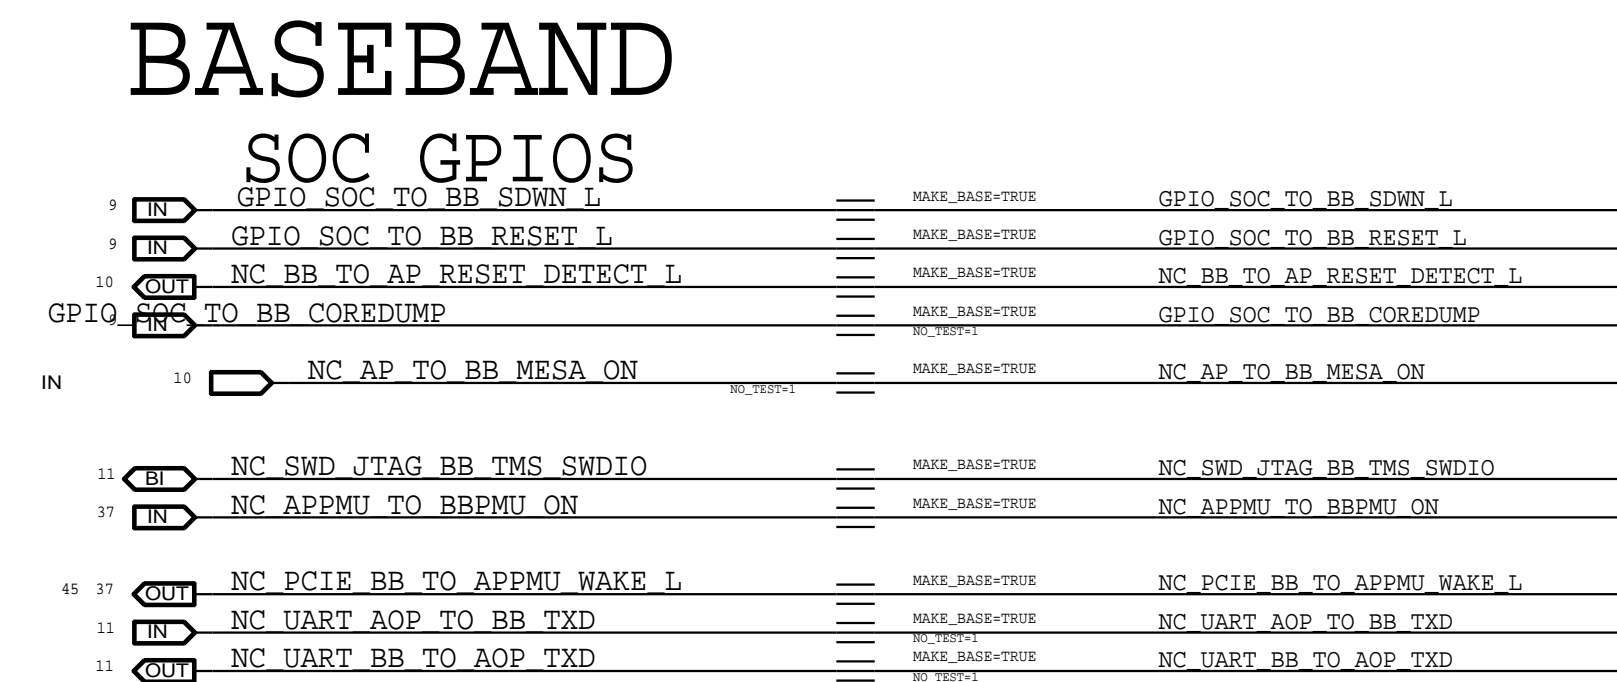 BASEBAND
SOC GPIOS
9 IN GPIO_SOC_TO_BB_SDWN_L MAKE_BASE=TRUE GPIO_SOC_TO_BB_SDWN_L
9 IN GPIO_SOC_TO_BB_RESET_L MAKE_BASE=TRUE GPIO_SOC_TO_BB_RESET_L
10 OUT NC_BB_TO_AP_RESET_DETECT_L MAKE_BASE=TRUE NC_BB_TO_AP_RESET_DETECT_L
9 IN GPIO_SOC_TO_BB_COREDUMP MAKE_BASE=TRUE GPIO_SOC_TO_BB_COREDUMP
NO_TEST=1
IN 10 NC_AP_TO_BB_MESA_ON MAKE_BASE=TRUE NC_AP_TO_BB_MESA_ON
NO_TEST=1
11 BI NC_SWD_JTAG_BB_TMS_SWDIO MAKE_BASE=TRUE NC_SWD_JTAG_BB_TMS_SWDIO
37 IN NC_APPMU_TO_BBPMU_ON MAKE_BASE=TRUE NC_APPMU_TO_BBPMU_ON
45 37 OUT NC_PCIE_BB_TO_APPMU_WAKE_L MAKE_BASE=TRUE NC_PCIE_BB_TO_APPMU_WAKE_L
11 IN NC_UART_AOP_TO_BB_TXD MAKE_BASE=TRUE NC_UART_AOP_TO_BB_TXD
NO_TEST=1
11 OUT NC_UART_BB_TO_AOP_TXD MAKE_BASE=TRUE NC_UART_BB_TO_AOP_TXD
NO_TEST=1